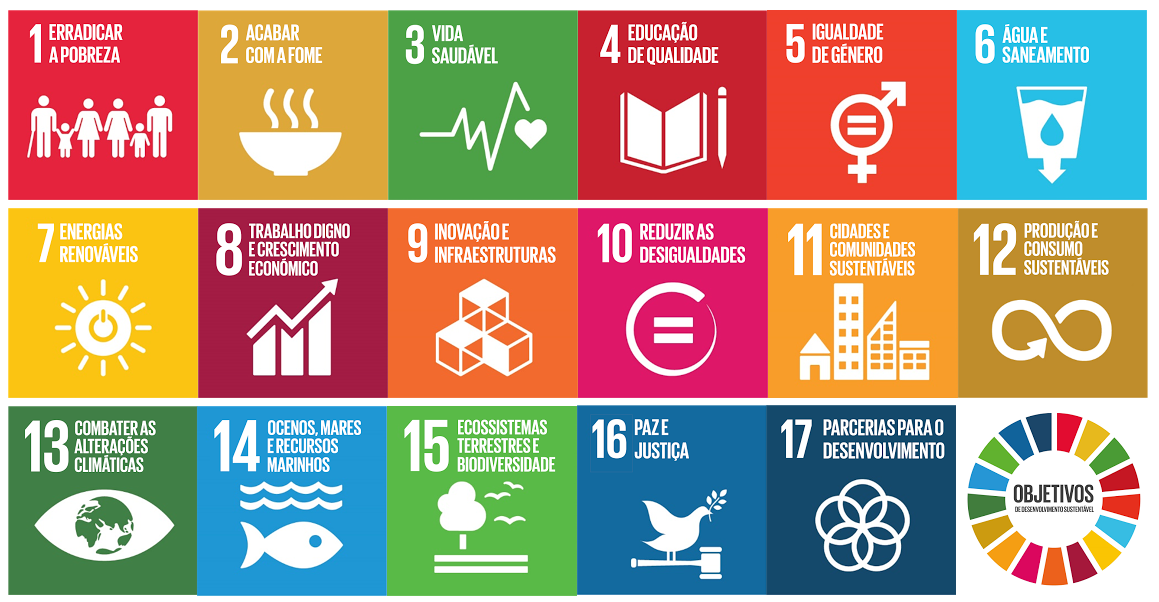 1 ERRADICAR
A POBREZA
2 ACABAR
COM A FOME
3 VIDA
SAUDÁVEL
4 EDUCAÇÃO
DE QUALIDADE
5 IGUALDADE
DE GÉNERO
6 ÁGUA E
SANEAMENTO
7 ENERGIAS
RENOVÁVEIS
8 TRABALHO DIGNO
E CRESCIMENTO
ECONÓMICO
9 INOVAÇÃO E
INFRAESTRUTURAS
10 REDUZIR AS
DESIGUALDADES
11 CIDADES E
COMUNIDADES
SUSTENTÁVEIS
12 PRODUÇÃO E
CONSUMO
SUSTENTÁVEIS
13 COMBATER AS
ALTERAÇÕES
CLIMÁTICAS
14 OCENOS, MARES
E RECURSOS
MARINHOS
15 ECOSSISTEMAS
TERRESTRES E
BIODIVERSIDADE
16 PAZ E
JUSTIÇA
17 PARCERIAS PARA O
DESENVOLVIMENTO
OBJETIVOS
DE DESENVOLVIMENTO SUSTENTÁVEL